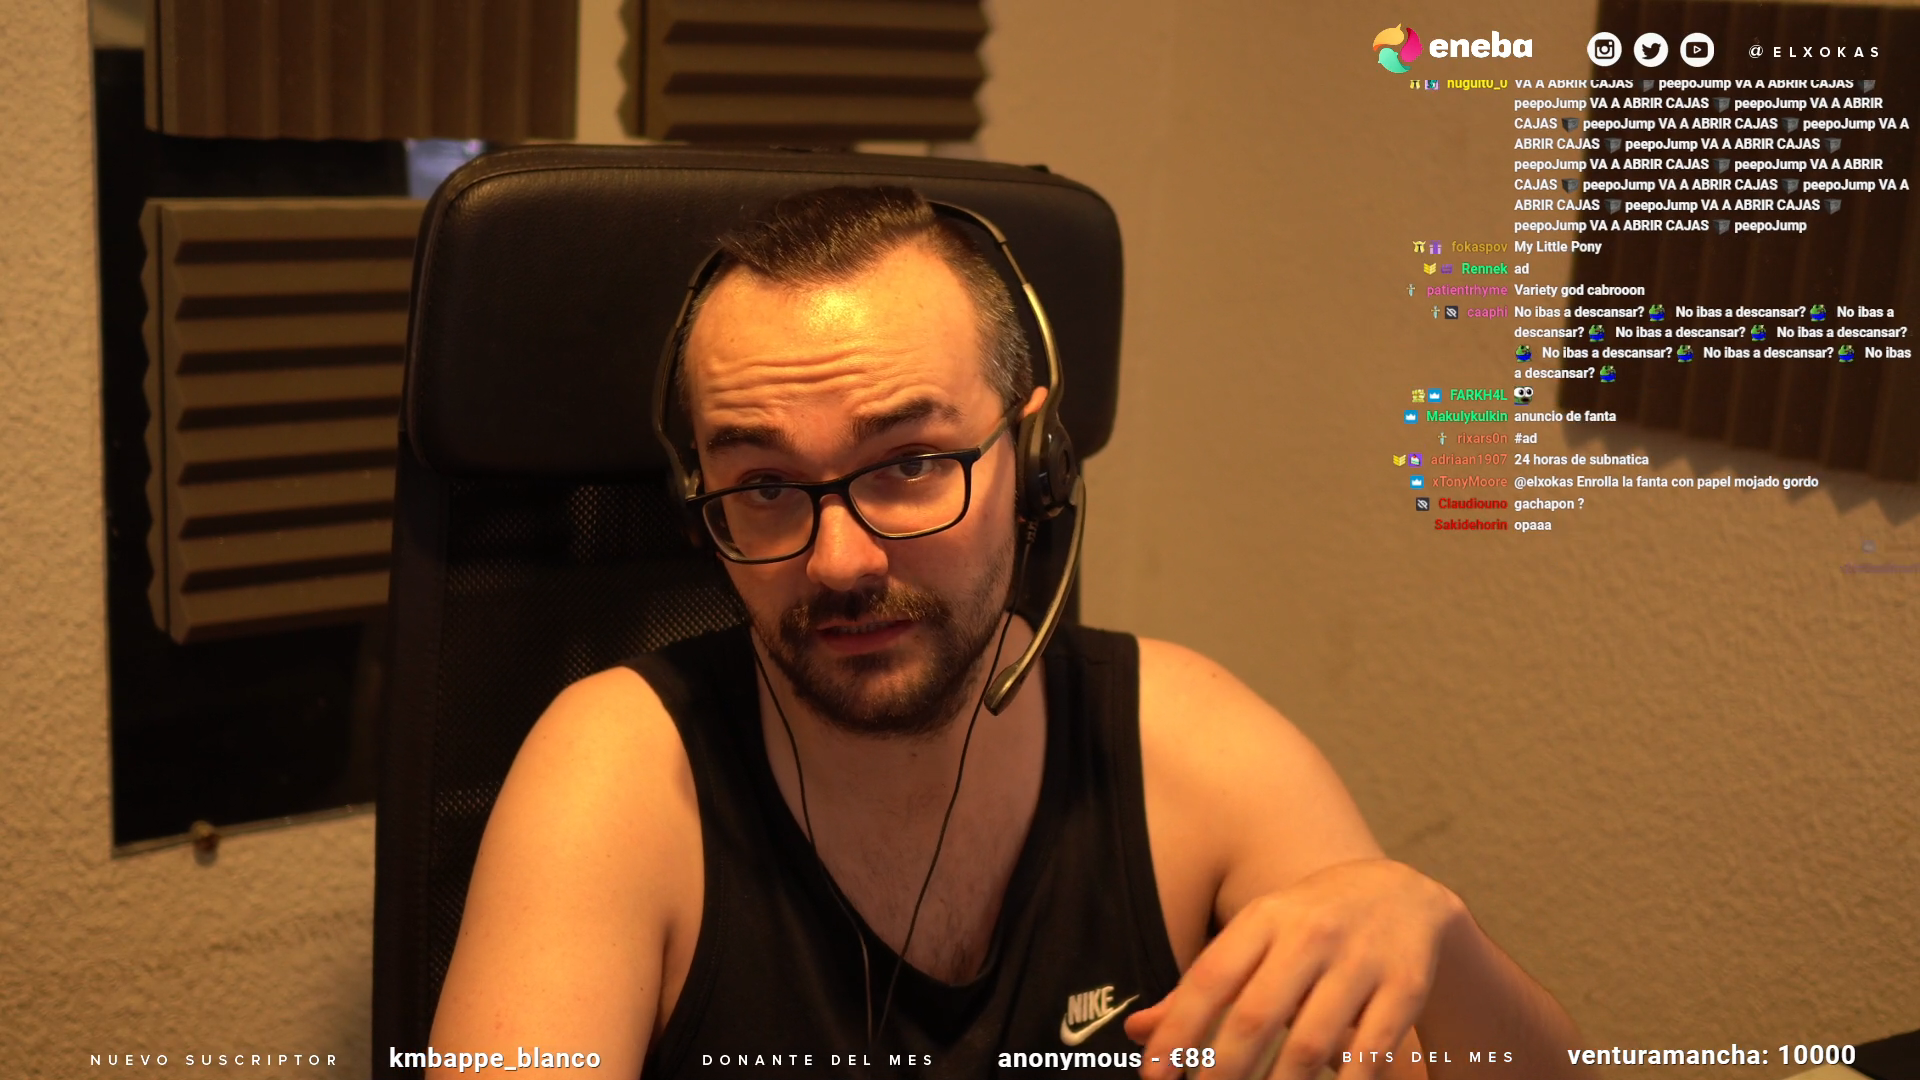 eneba
@ELXOKAS
nuguit0_0 VA A ABRIR CAJAS peepoJump VA A ABRIR CAJAS
peepoJump VA A ABRIR CAJAS peepoJump VA A ABRIR
CAJAS peepoJump VA A ABRIR CAJAS peepoJump VA A
ABRIR CAJAS peepoJump VA A ABRIR CAJAS
peepoJump VA A ABRIR CAJAS peepoJump VA A ABRIR
CAJAS peepoJump VA A ABRIR CAJAS peepoJump VA A
ABRIR CAJAS peepoJump VA A ABRIR CAJAS
peepoJump VA A ABRIR CAJAS peepoJump
fokaspov My Little Pony
Rennek ad
patientrhyme Variety god cabrooon
caaphi No ibas a descansar? No ibas a descansar? No ibas a
descansar? No ibas a descansar? No ibas a descansar?
No ibas a descansar? No ibas a descansar? No ibas
a descansar?
FARKH4L
Makulykulkin anuncio de fanta
rixars0n #ad
adriaan1907 24 horas de subnatica
xTonyMoore @elxokas Enrolla la fanta con papel mojado gordo
Claudiouno gachapon ?
Sakidehorin opaaa
NIKE
NUEVO SUSCRIPTOR kmbappe_blanco DONANTE DEL MES anonymous - €88 BITS DEL MES venturamancha: 10000